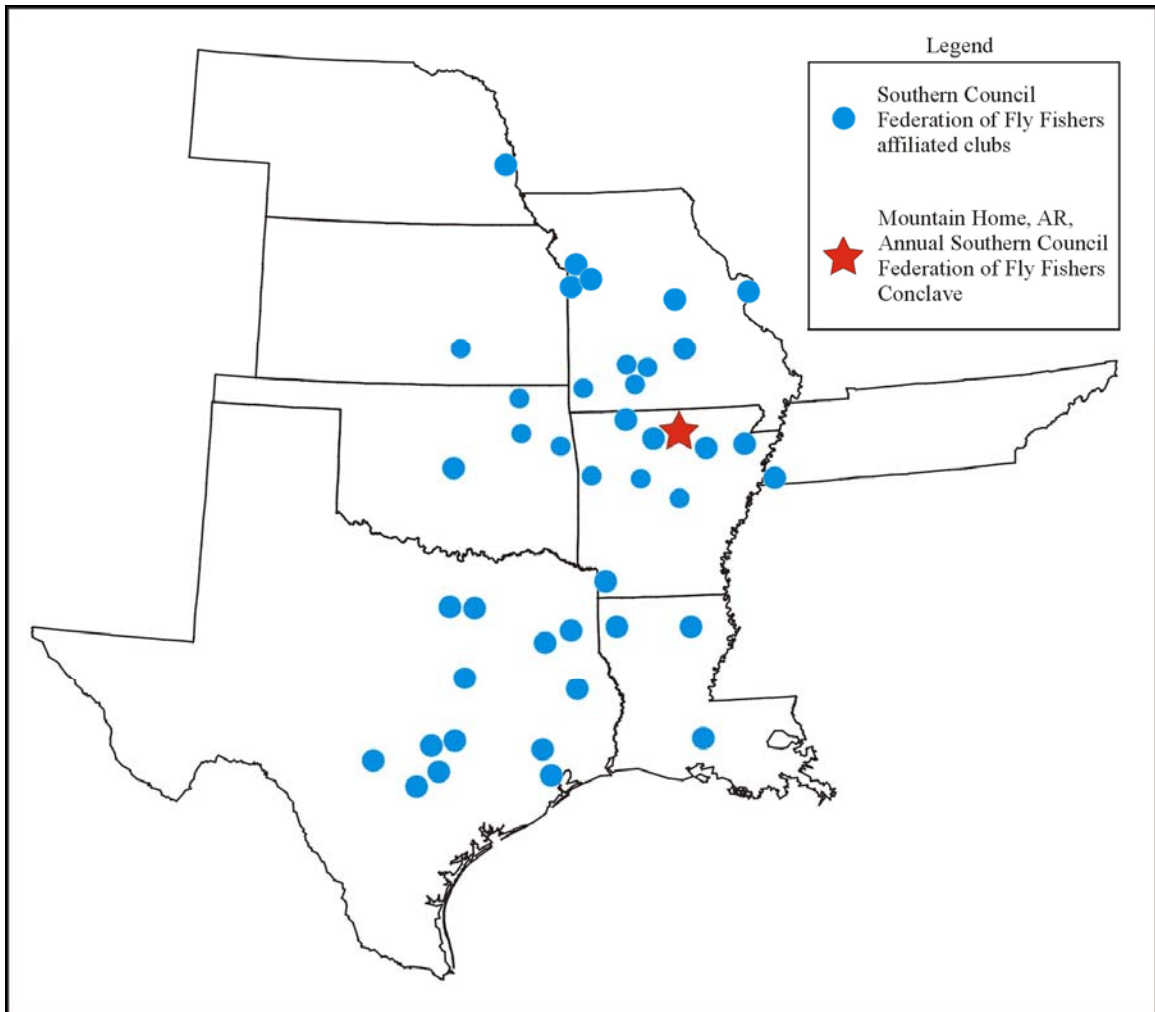 Legend
Southern Council
Federation of Fly Fishers
affiliated clubs
Mountain Home, AR,
Annual Southern Council
Federation of Fly Fishers
Conclave